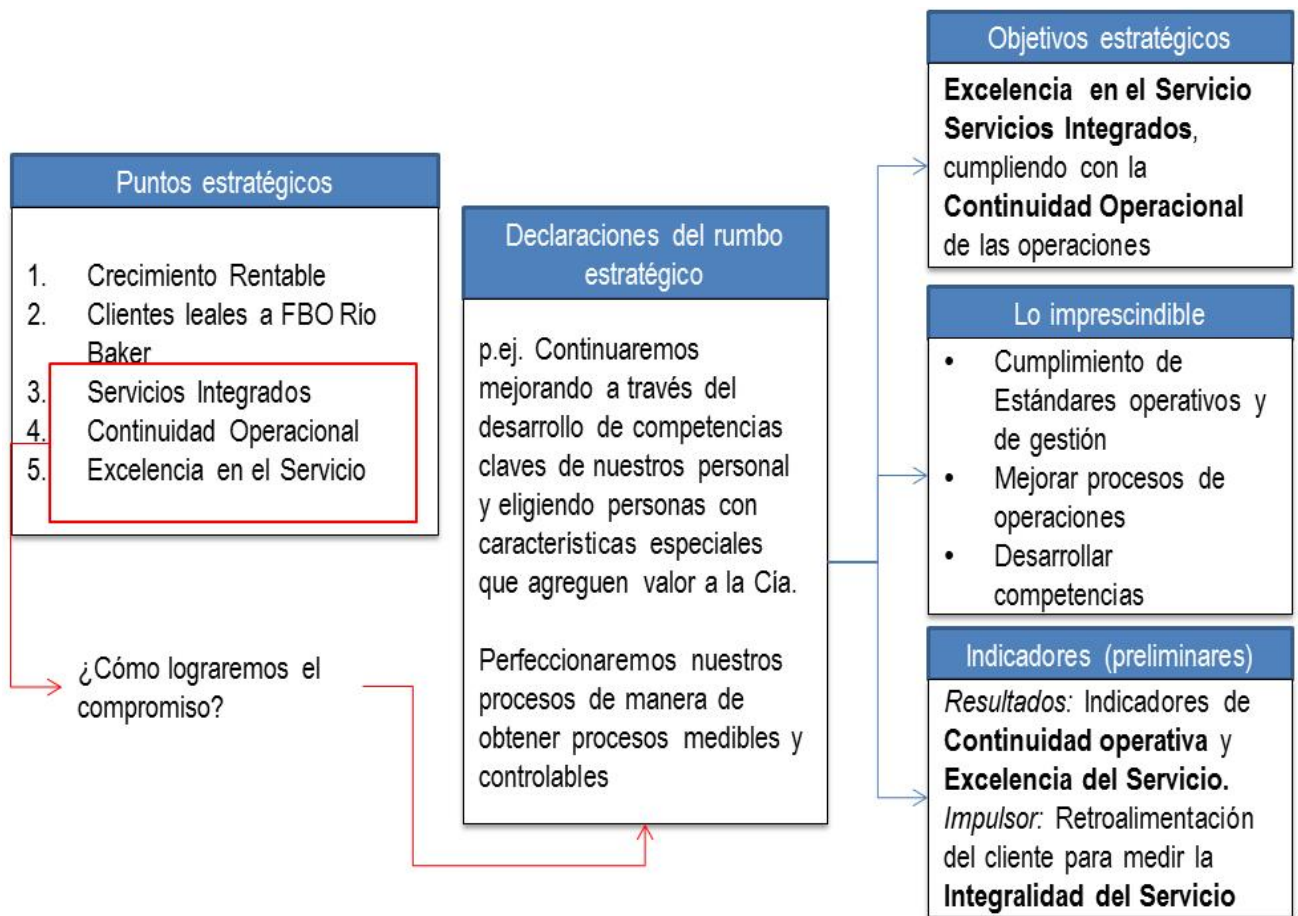 Puntos estratégicos
1. Crecimiento Rentable
2. Clientes leales a FBO Río
Baker
3. Servicios Integrados
4. Continuidad Operacional
5. Excelencia en el Servicio
¿Cómo lograremos el
compromiso?
Declaraciones del rumbo
estratégico
p.ej. Continuaremos
mejorando a través del
desarrollo de competencias
claves de nuestros personal
y eligiendo personas con
características especiales
que agreguen valor a la Cía.
Perfeccionaremos nuestros
procesos de manera de
obtener procesos medibles y
controlables
Objetivos estratégicos
Excelencia en el Servicio
Servicios Integrados,
cumpliendo con la
Continuidad Operacional
de las operaciones
Lo imprescindible
• Cumplimiento de
Estándares operativos y
de gestión
• Mejorar procesos de
operaciones
• Desarrollar
competencias
Indicadores (preliminares)
Resultados: Indicadores de
Continuidad operativa y
Excelencia del Servicio.
Impulsor: Retroalimentación
del cliente para medir la
Integralidad del Servicio